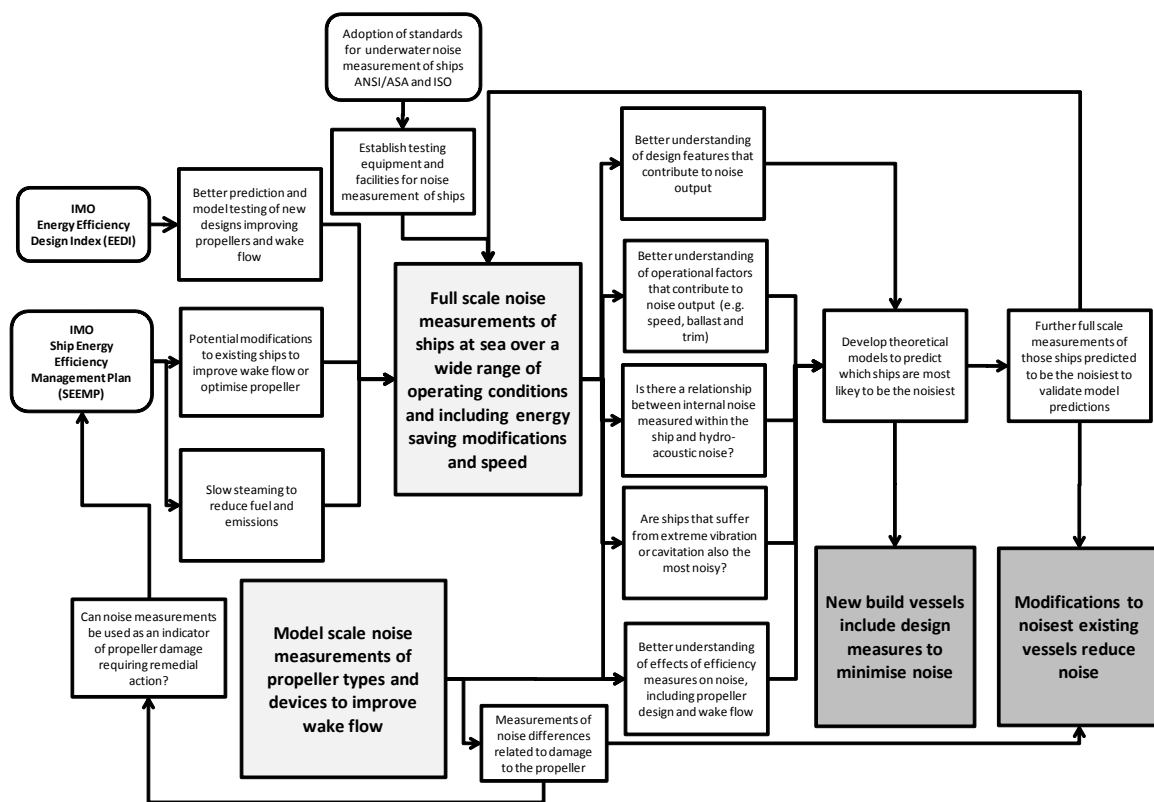 Adoption of standards
for underwater noise
measurement of ships
ANSI/ASA and ISO
Establish testing
equipment and
facilities for noise
measurement of ships
IMO
Energy Efficiency
Design Index (EEDI)
Better prediction and
model testing of new
designs improving
propellers and wake
flow
IMO
Ship Energy
Efficiency
Management Plan
(SEEMP)
Potential modifications
to existing ships to
improve wake flow or
optimise propeller
Slow steaming to
reduce fuel and
emissions
Can noise measurements
be used as an indicator
of propeller damage
requiring remedial
action?
Full scale noise
measurements of
ships at sea over a
wide range of
operating conditions
and including energy
saving modifications
and speed
Model scale noise
measurements of
propeller types and
devices to improve
wake flow
Measurements of
noise differences
related to damage
to the propeller
Better understanding
of design features that
contribute to noise
output
Better understanding
of operational factors
that contribute to
noise output (e.g.
speed, ballast and
trim)
Is there a relationship
between internal noise
measured within the
ship and hydro-
acoustic noise?
Are ships that suffer
from extreme vibration
or cavitation also the
most noisy?
Better understanding
of effects of efficiency
measures on noise,
including propeller
design and wake flow
Develop theoretical
models to predict
which ships are most
likely to be the noisiest
Further full scale
measurements of
those ships predicted
to be the noisiest to
validate model
predictions
New build vessels
include design
measures to
minimise noise
Modifications to
noisest existing
vessels reduce
noise